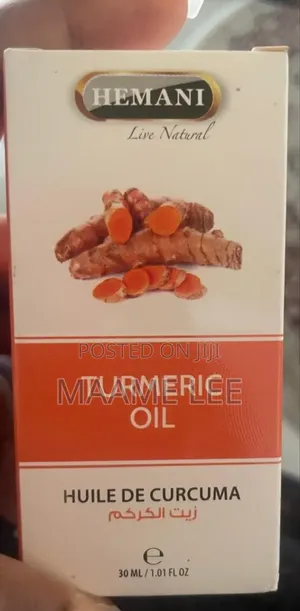 HEMANI
Live Natural
POSTED ON JIJI
MAAME LEE
TURMERIC
OIL
HUILE DE CURCUMA
زيت الكركم
e
30 ML / 1.01 FL OZ